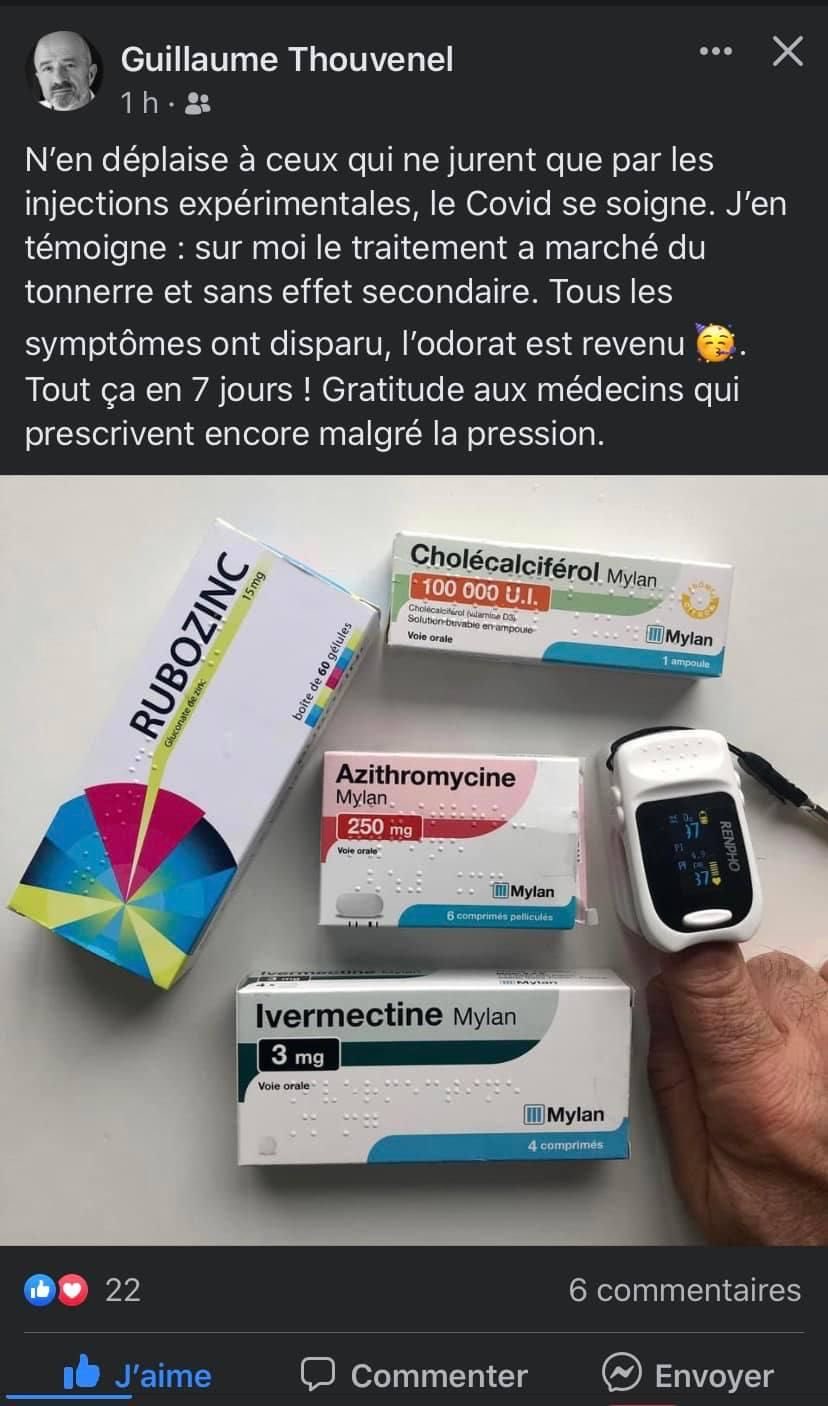 Guillaume Thouvenel
1 h ·
N'en déplaise à ceux qui ne jurent que par les
injections expérimentales, le Covid se soigne. J'en
témoigne : sur moi le traitement a marché du
tonnerre et sans effet secondaire. Tous les
symptômes ont disparu, l'odorat est revenu 🥳.
Tout ça en 7 jours ! Gratitude aux médecins qui
prescrivent encore malgré la pression.
RUBOZINC
15 mg
Gluconate de zinc
boîte de 60 gélules
Cholécalciférol Mylan
100 000 U.I.
Cholécalciférol (vitamine D3)
Solution buvable en ampoule
Voie orale
Mylan
1 ampoule
Azithromycine
Mylan
250 mg
Voie orale
Mylan
6 comprimés pelliculés
RENPHO
37
PI
4.9
37
Ivermectine Mylan
3 mg
Voie orale
Mylan
4 comprimés
22
6 commentaires
J'aime
Commenter
Envoyer